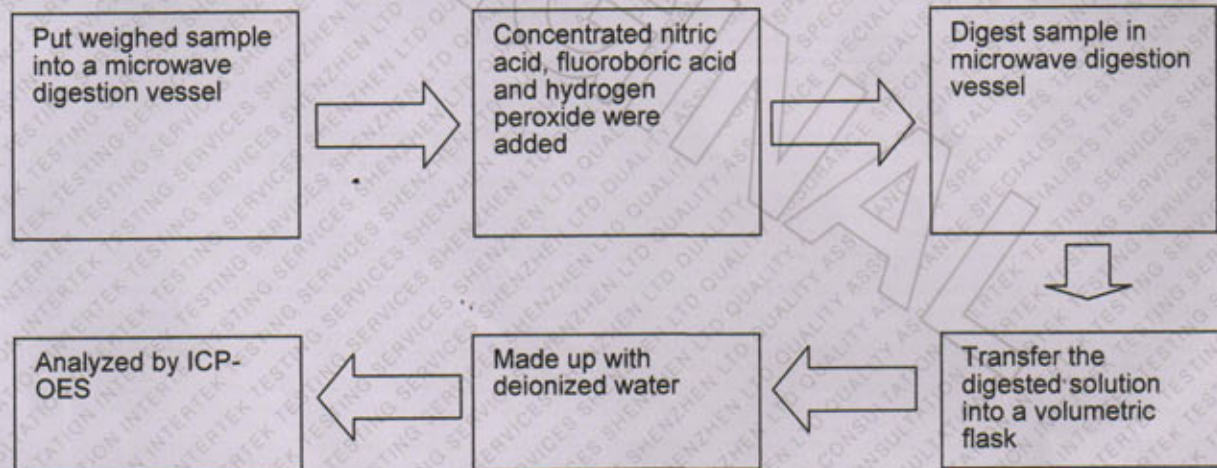 Put weighed sample
into a microwave
digestion vessel
Concentrated nitric
acid, fluoroboric acid
and hydrogen
peroxide were
added
Digest sample in
microwave digestion
vessel
Transfer the
digested solution
into a volumetric
flask
Made up with
deionized water
Analyzed by ICP-
OES